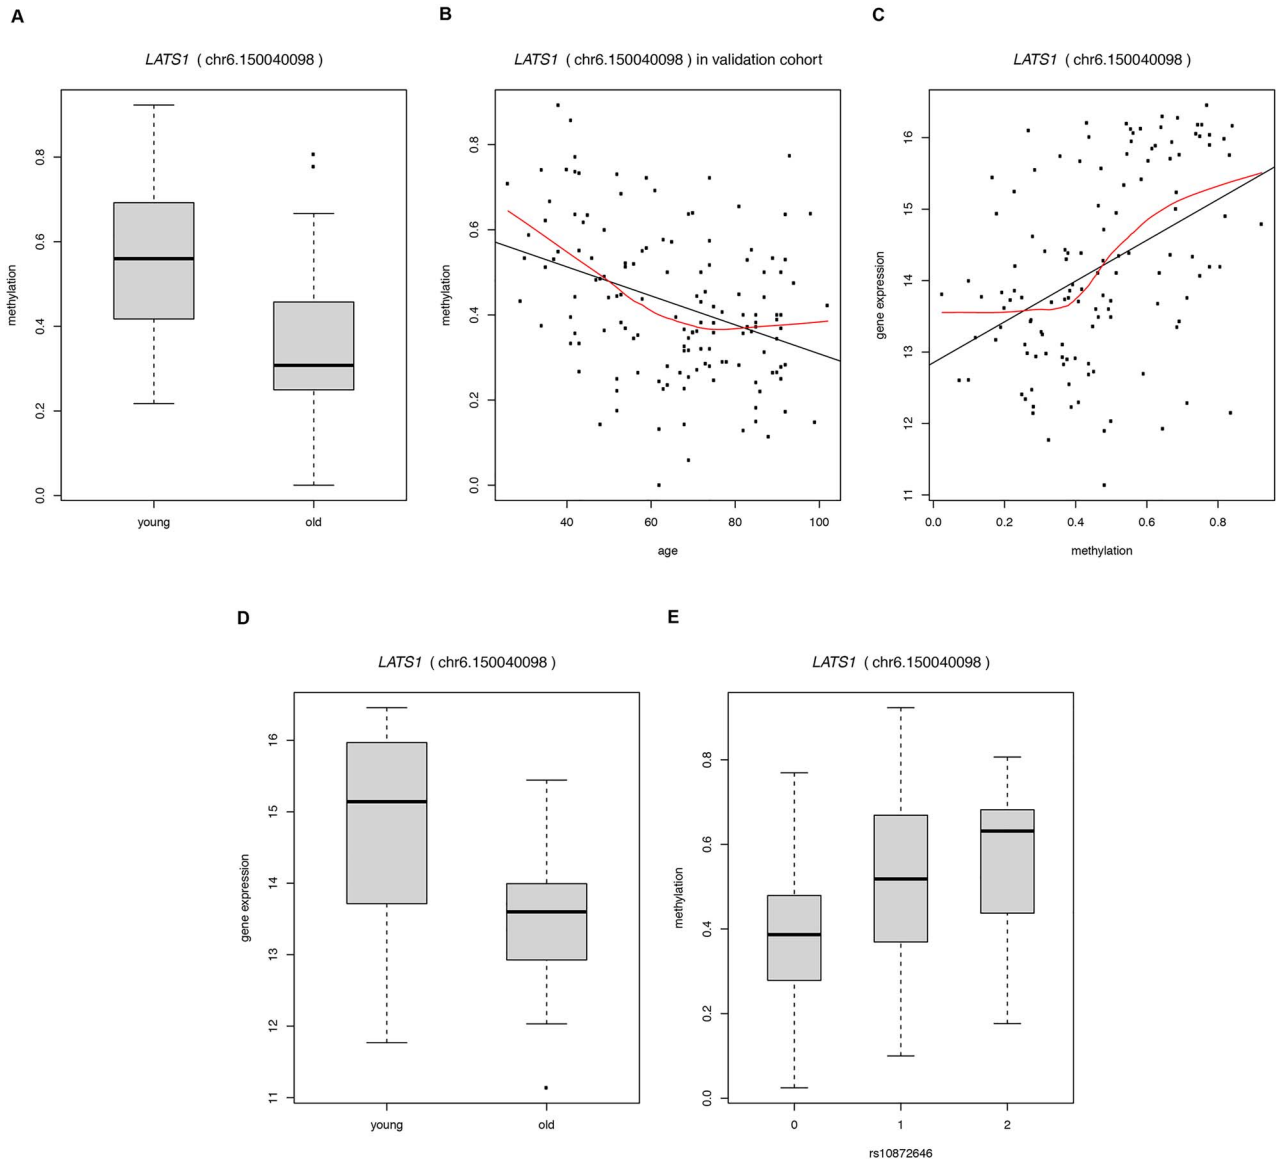 A
LATS1 ( chr6.150040098 )
methylation
0.8
0.6
0.4
0.2
0.0
young old
B
LATS1 ( chr6.150040098 ) in validation cohort
methylation
0.8
0.6
0.4
0.2
0.0
40 60 80 100
age
C
LATS1 ( chr6.150040098 )
gene expression
16
15
14
13
12
11
0.0 0.2 0.4 0.6 0.8
methylation
D
LATS1 ( chr6.150040098 )
gene expression
16
15
14
13
12
11
young old
E
LATS1 ( chr6.150040098 )
methylation
0.8
0.6
0.4
0.2
0.0
0 1 2
rs10872646